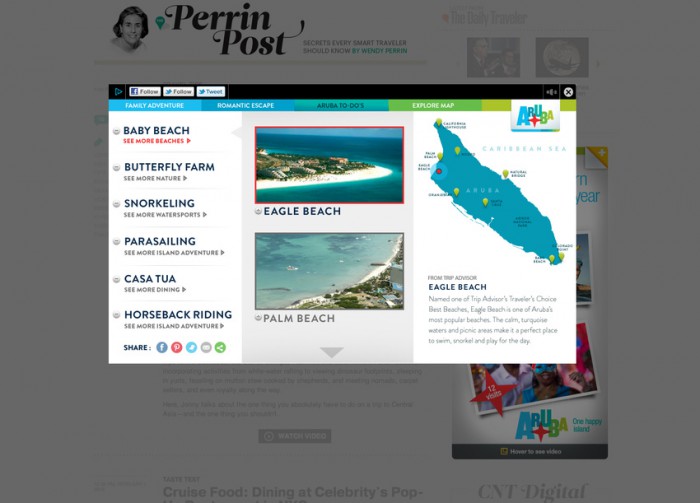 Perrin
Post
SECRETS EVERY SMART TRAVELER
SHOULD KNOW BY WENDY PERRIN
The Daily Traveler
Follow
Follow
Tweet
FAMILY ADVENTURE
ROMANTIC ESCAPE
ARUBA TO-DO'S
EXPLORE MAP
ARUBA
BABY BEACH
SEE MORE BEACHES
BUTTERFLY FARM
SEE MORE NATURE
SNORKELING
SEE MORE WATERSPORTS
PARASAILING
SEE MORE ISLAND ADVENTURE
CASA TUA
SEE MORE DINING
HORSEBACK RIDING
SEE MORE ISLAND ADVENTURE
SHARE :
EAGLE BEACH
PALM BEACH
CALIFORNIA
LIGHTHOUSE
CARIBBEAN SEA
PALM
BEACH
EAGLE
BEACH
NATURAL
BRIDGE
ARUBA
ORANJESTAD
NATIONAL
PARK
BABY
BEACH
FROM TRIP ADVISOR
EAGLE BEACH
Named one of Trip Advisor's Traveler's Choice
Best Beaches, Eagle Beach is one of Aruba's
most popular beaches. The calm, turquoise
waters and picnic areas make it a perfect place
to swim, snorkel and play for the day.
year
12
visits
ARUBA
One happy
island
Hover to see video
WATCH VIDEO
Cruise Food: Dining at Celebrity's Pop-
CNT Digital